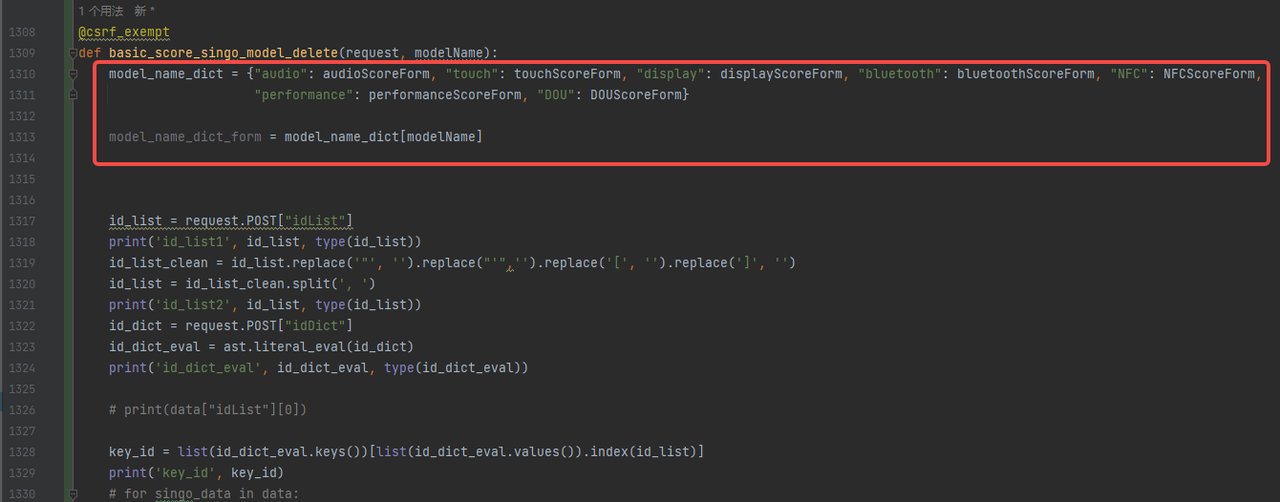 1 个用法 新 *
1308 @csrf_exempt
1309 def basic_score_singo_model_delete(request, modelName):
1310 model_name_dict = {"audio": audioScoreForm, "touch": touchScoreForm, "display": displayScoreForm, "bluetooth": bluetoothScoreForm, "NFC": NFCScoreForm,
1311 "performance": performanceScoreForm, "DOU": DOUScoreForm}
1312
1313 model_name_dict_form = model_name_dict[modelName]
1314
1315
1316
1317 id_list = request.POST["idList"]
1318 print('id_list1', id_list, type(id_list))
1319 id_list_clean = id_list.replace('"', '').replace("'",'').replace('[', '').replace(']', '')
1320 id_list = id_list_clean.split(', ')
1321 print('id_list2', id_list, type(id_list))
1322 id_dict = request.POST["idDict"]
1323 id_dict_eval = ast.literal_eval(id_dict)
1324 print('id_dict_eval', id_dict_eval, type(id_dict_eval))
1325
1326 # print(data["idList"][0])
1327
1328 key_id = list(id_dict_eval.keys())[list(id_dict_eval.values()).index(id_list)]
1329 print('key_id', key_id)
1330 # for singo_data in data: